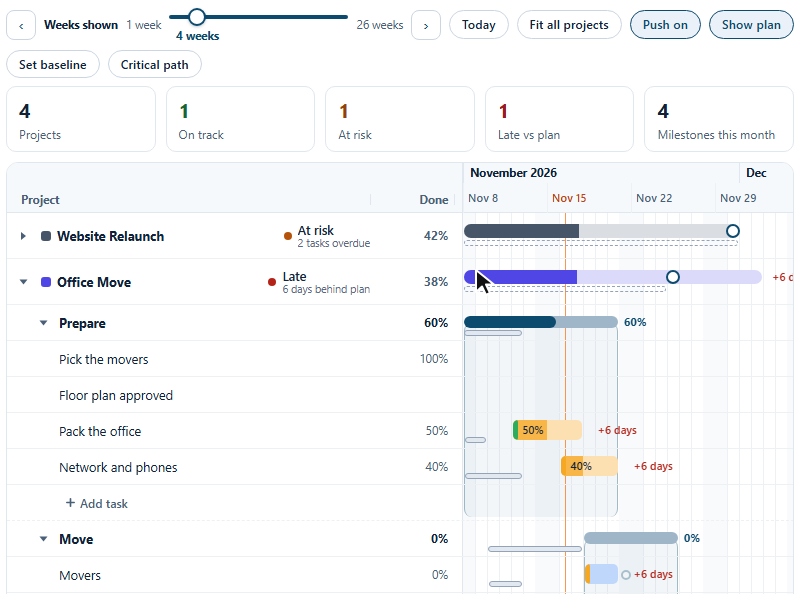 ‹ Weeks shown 1 week 4 weeks 26 weeks › Today Fit all projects Push on Show plan
Set baseline Critical path
4 1 1 1 4
Projects On track At risk Late vs plan Milestones this month
November 2026 Dec
Project Done Nov 8 Nov 15 Nov 22 Nov 29
Website Relaunch At risk 42%
2 tasks overdue
Office Move Late 38% +6 d
6 days behind plan
Prepare 60% 60%
Pick the movers 100%
Floor plan approved
Pack the office 50% 50% +6 days
Network and phones 40% 40% +6 days
+ Add task
Move 0% 0%
Movers 0% +6 days